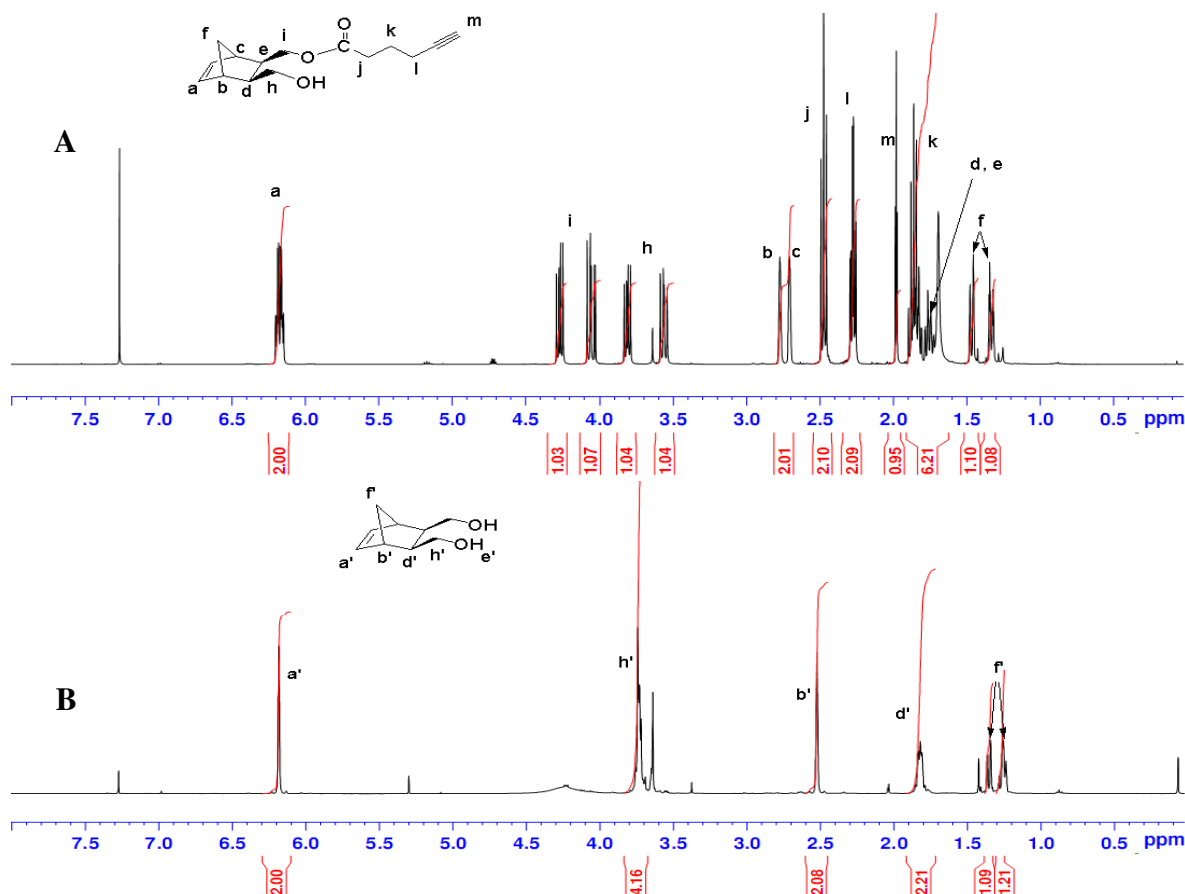 f
i
O
k
m
c
e
O
j
l
h
OH
a
b
d
A
a
i
h
b
c
j
l
m
k
d, e
f
7.5 7.0 6.5 6.0 5.5 5.0 4.5 4.0 3.5 3.0 2.5 2.0 1.5 1.0 0.5 ppm
2.00 1.03 1.07 1.04 1.04 2.01 2.10 2.09 0.95 6.21 1.10 1.08
f'
OH
OH
a'
b'
d'
h'
e'
B
a'
h'
b'
d'
f'
7.5 7.0 6.5 6.0 5.5 5.0 4.5 4.0 3.5 3.0 2.5 2.0 1.5 1.0 0.5 ppm
2.00 4.16 2.08 2.21 1.09 1.21